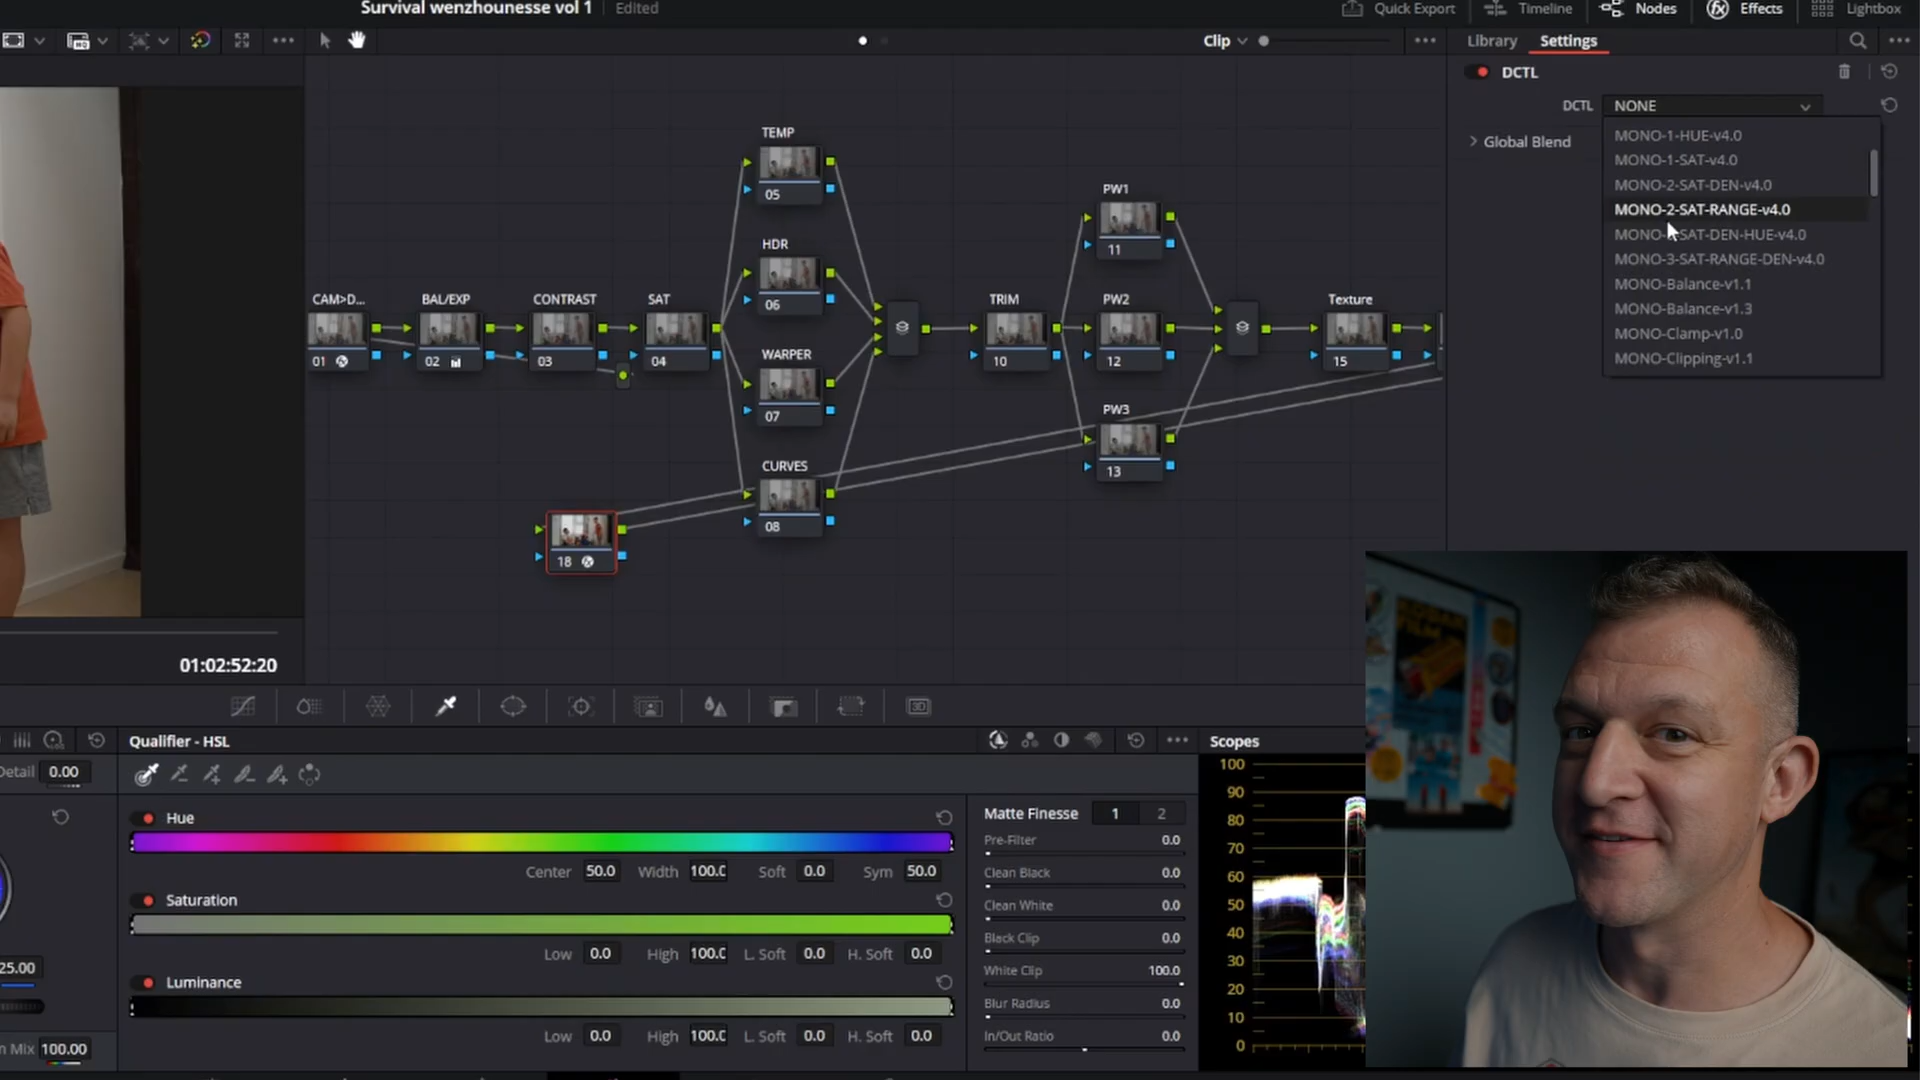 Survival wenzhounesse vol 1 Edited
Quick Export Timeline Nodes Effects Lightbox
Clip
Library Settings
DCTL
DCTL NONE
Global Blend
MONO-1-HUE-v4.0
MONO-1-SAT-v4.0
MONO-2-SAT-DEN-v4.0
MONO-2-SAT-RANGE-v4.0
SAT-DEN-HUE-v4.0
MONO-3-SAT-RANGE-DEN-v4.0
MONO-Balance-v1.1
MONO-Balance-v1.3
MONO-Clamp-v1.0
MONO-Clipping-v1.1
TEMP
05
HDR
06
WARPER
07
CURVES
08
CAM>D...
01
BAL/EXP
02
CONTRAST
03
SAT
04
TRIM
10
PW1
11
PW2
12
PW3
13
Texture
15
18
01:02:52:20
3D
Qualifier - HSL
Detail 0.00
25.00
Mix 100.00
Hue
Center 50.0 Width 100.0 Soft 0.0 Sym 50.0
Saturation
Low 0.0 High 100.0 L. Soft 0.0 H. Soft 0.0
Luminance
Low 0.0 High 100.0 L. Soft 0.0 H. Soft 0.0
Matte Finesse 1 2
Pre-Filter 0.0
Clean Black 0.0
Clean White 0.0
Black Clip 0.0
White Clip 100.0
Blur Radius 0.0
In/Out Ratio 0.0
Scopes
100
90
80
70
60
50
40
30
20
10
0